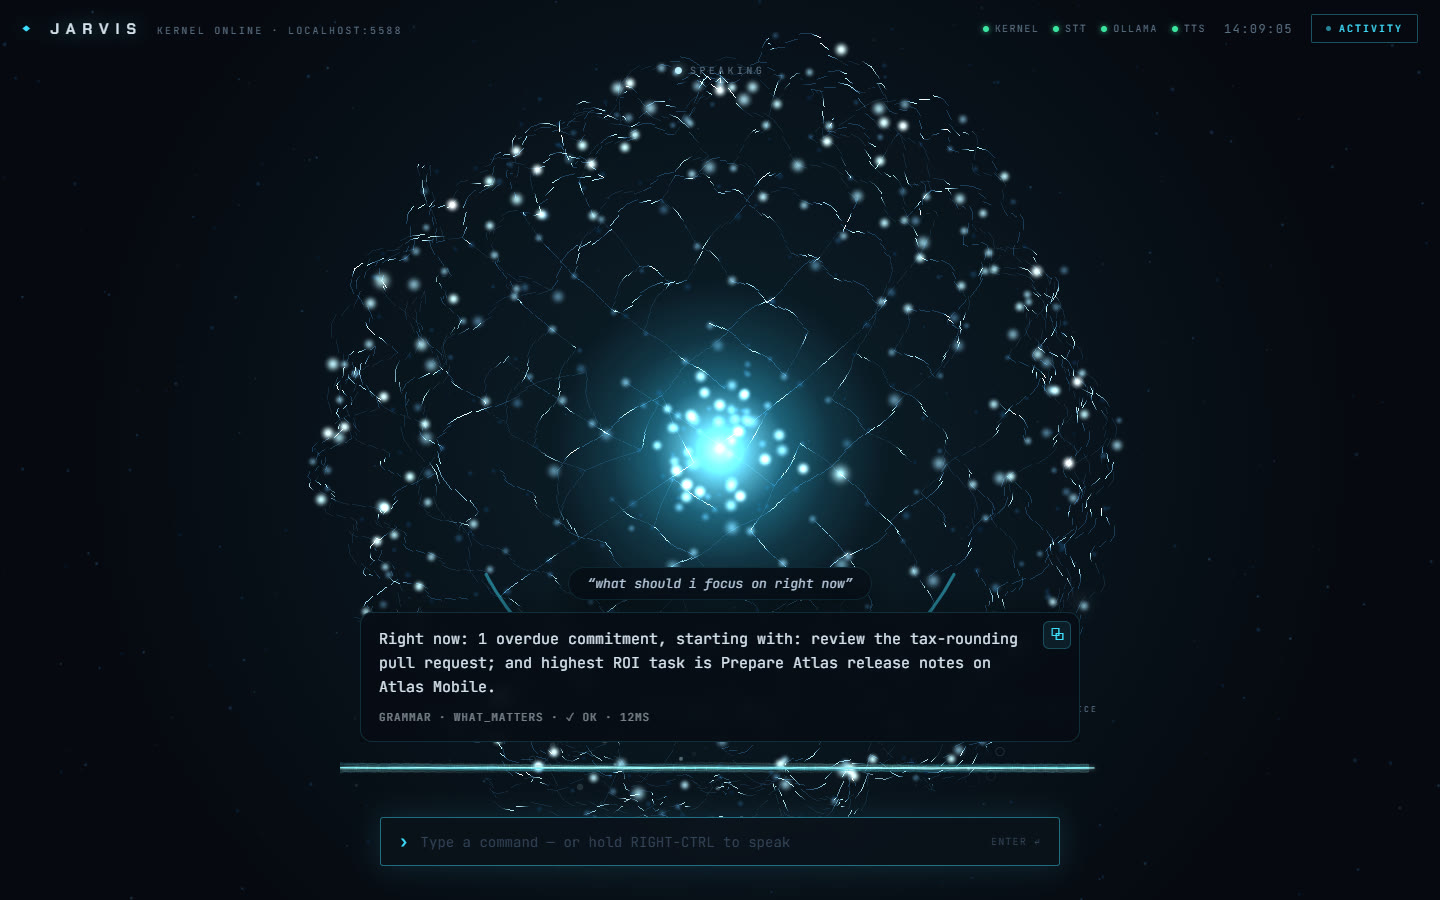 JARVIS KERNEL ONLINE · LOCALHOST:5588
KERNEL STT OLLAMA TTS 14:09:05 ACTIVITY
SPEAKING
“what should i focus on right now”
Right now: 1 overdue commitment, starting with: review the tax-rounding
pull request; and highest ROI task is Prepare Atlas release notes on
Atlas Mobile.
GRAMMAR · WHAT_MATTERS · ✓ OK · 12MS
› Type a command — or hold RIGHT-CTRL to speak ENTER ↵